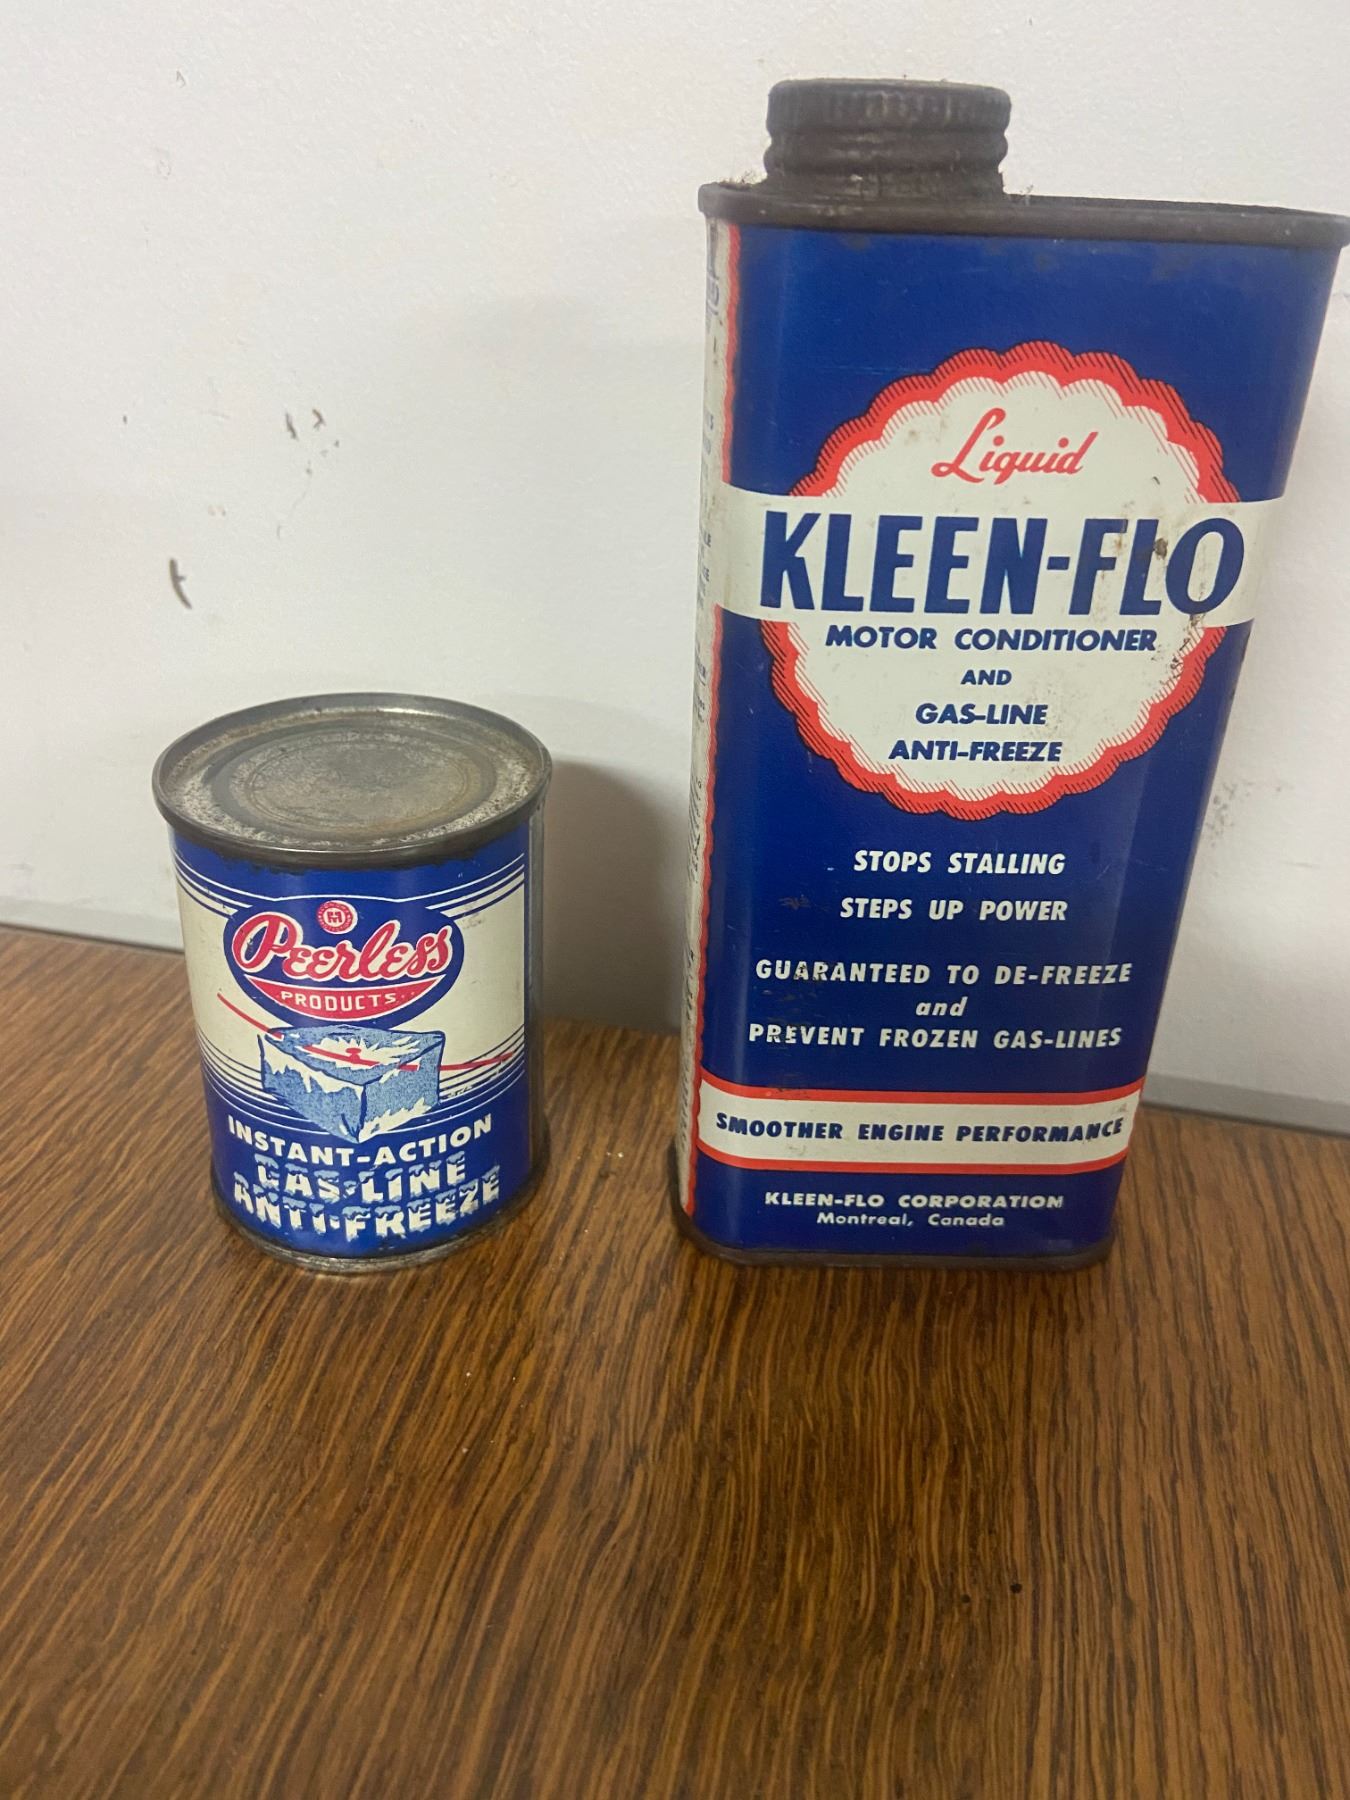 Peerless
PRODUCTS
INSTANT-ACTION
GAS-LINE
ANTI-FREEZE
Liquid
KLEEN-FLO
MOTOR CONDITIONER
AND
GAS-LINE
ANTI-FREEZE
STOPS STALLING
STEPS UP POWER
GUARANTEED TO DE-FREEZE
and
PREVENT FROZEN GAS-LINES
SMOOTHER ENGINE PERFORMANCE
KLEEN-FLO CORPORATION
Montreal, Canada